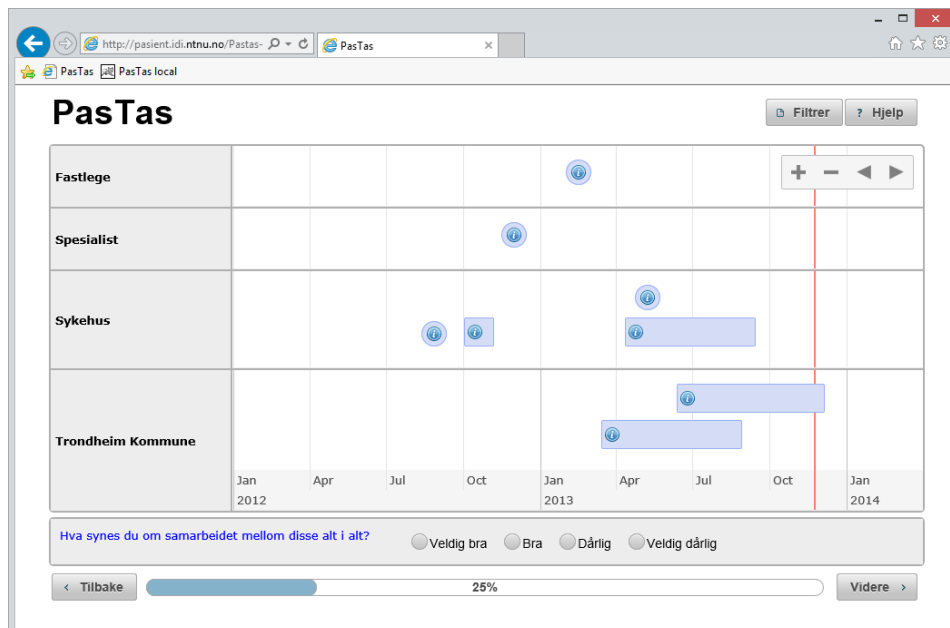 http://pasient.idi.ntnu.no/Pastas-
PasTas
PasTas PasTas local
PasTas
Filtrer
? Hjelp
Fastlege
Spesialist
Sykehus
Trondheim Kommune
Jan Apr Jul Oct Jan Apr Jul Oct Jan
2012 2013 2014
Hva synes du om samarbeidet mellom disse alt i alt?
Veldig bra Bra Dårlig Veldig dårlig
Tilbake
25%
Videre